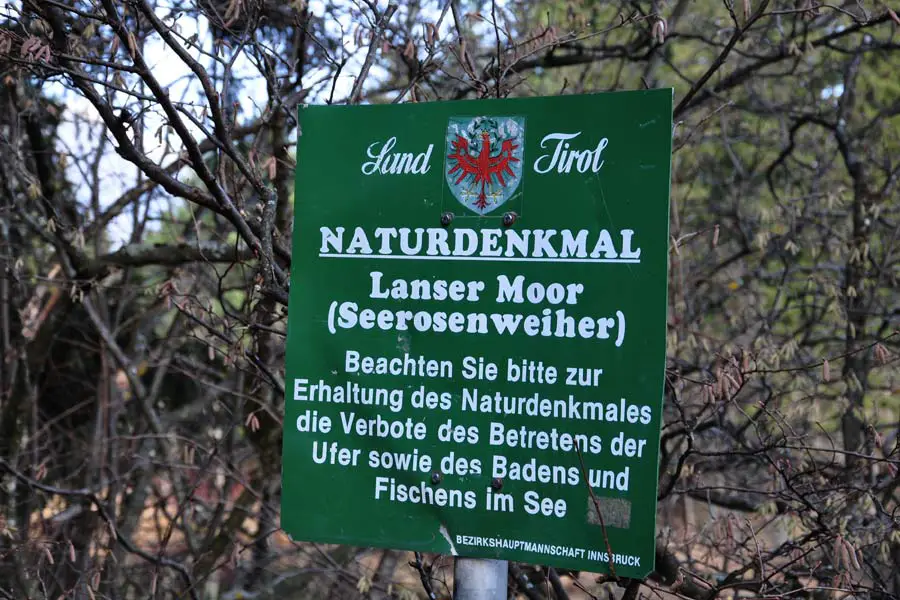 Land Tirol
NATURDENKMAL
Lanser Moor
(Seerosenweiher)
Beachten Sie bitte zur
Erhaltung des Naturdenkmales
die Verbote des Betretens der
Ufer sowie des Badens und
Fischens im See
BEZIRKSHAUPTMANNSCHAFT INNSBRUCK